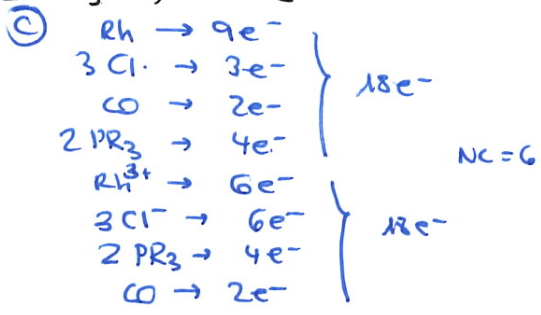 C Rh → 9e⁻
3 Cl· → 3e⁻
18e⁻
CO → 2e⁻
2 PR₃ → 4e⁻
NC = 6
Rh³⁺ → 6e⁻
3 Cl⁻ → 6e⁻
18e⁻
2 PR₃ → 4e⁻
CO → 2e⁻